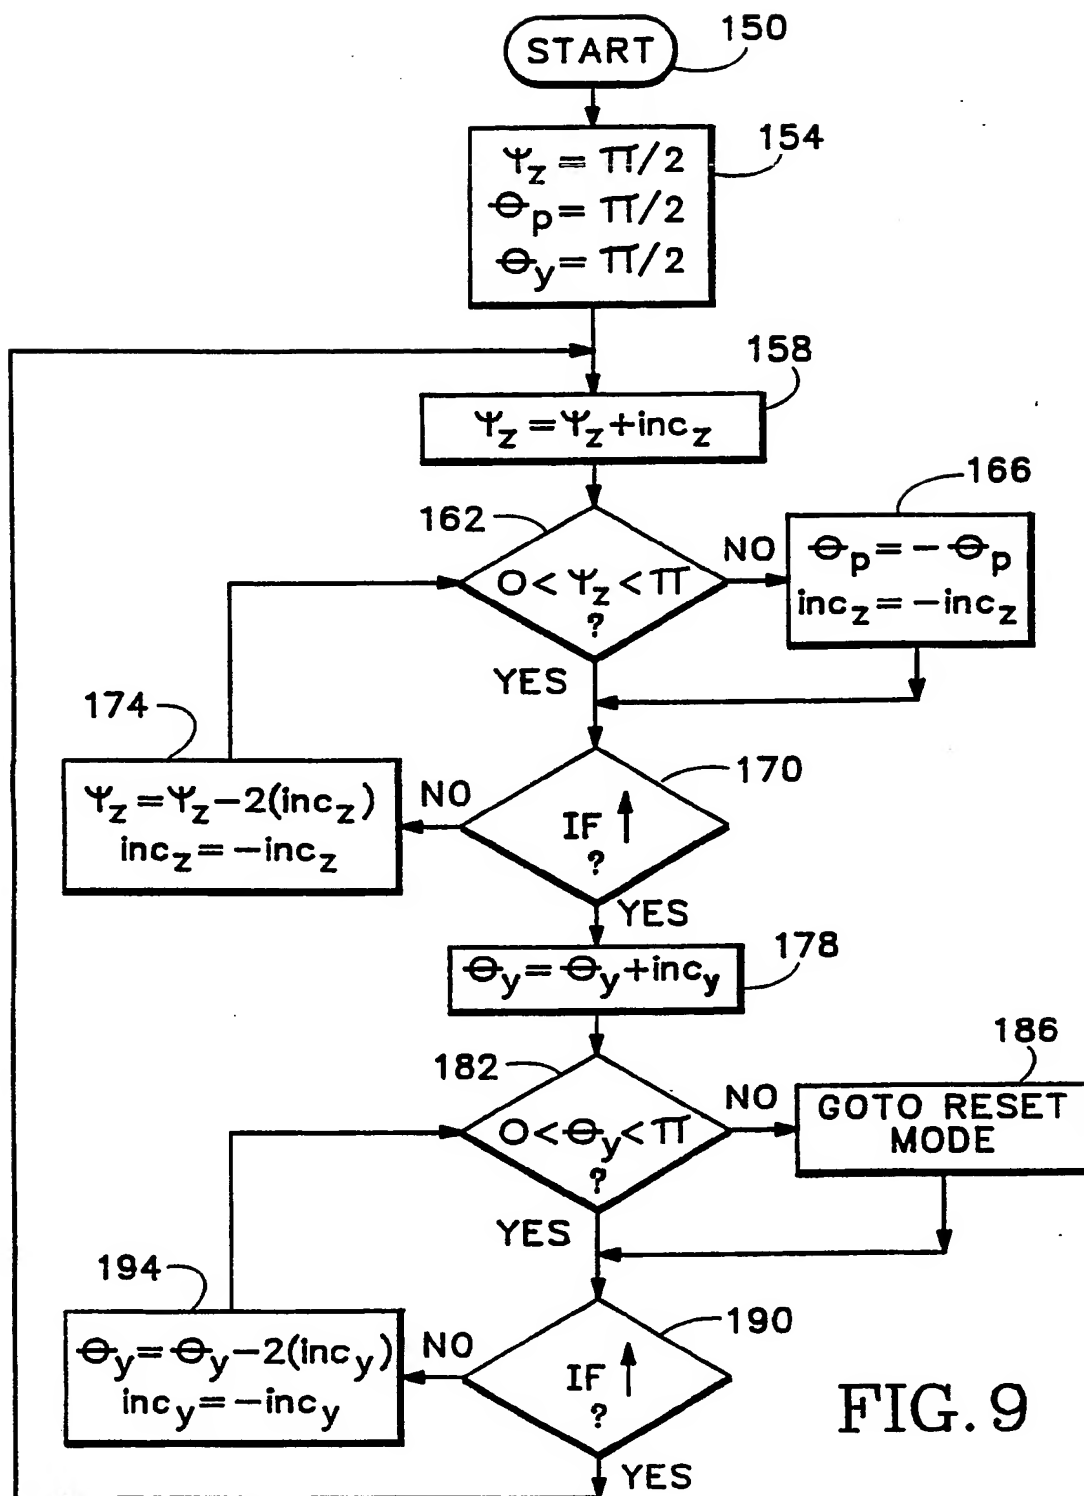 START
150
Ψz = π/2
Θp = π/2
Θy = π/2
154
158
Ψz = Ψz + incz
162
0 < Ψz < π
?
NO
166
Θp = - Θp
incz = -incz
YES
174
Ψz = Ψz - 2(incz)
incz = -incz
NO
170
IF ↑
?
YES
178
Θy = Θy + incy
182
0 < Θy < π
?
NO
186
GOTO RESET
MODE
YES
194
Θy = Θy - 2(incy)
incy = -incy
NO
190
IF ↑
?
YES
FIG. 9